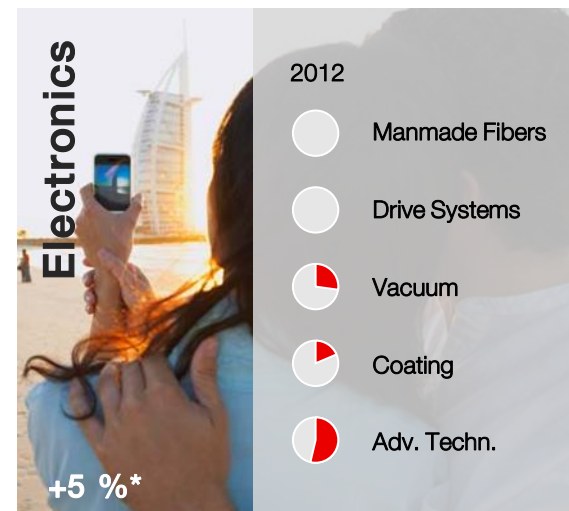 Electronics
+5 %*
2012
Manmade Fibers
Drive Systems
Vacuum
Coating
Adv. Techn.